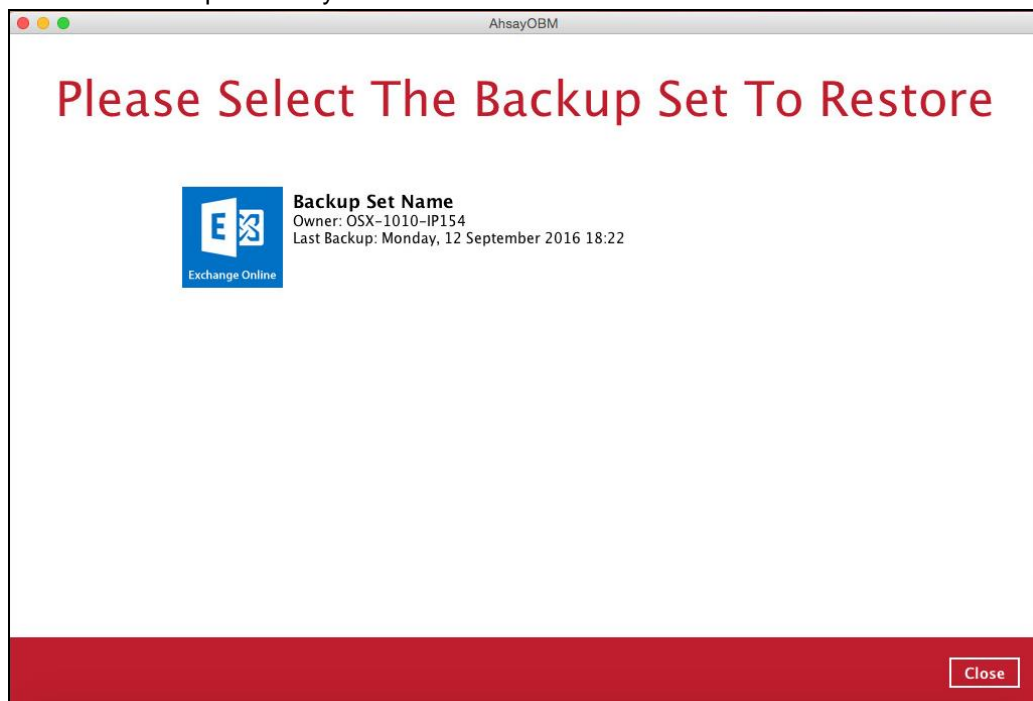 AhsayOBM
Please Select The Backup Set To Restore
E
Backup Set Name
Owner: OSX-1010-IP154
Last Backup: Monday, 12 September 2016 18:22
Exchange Online
Close